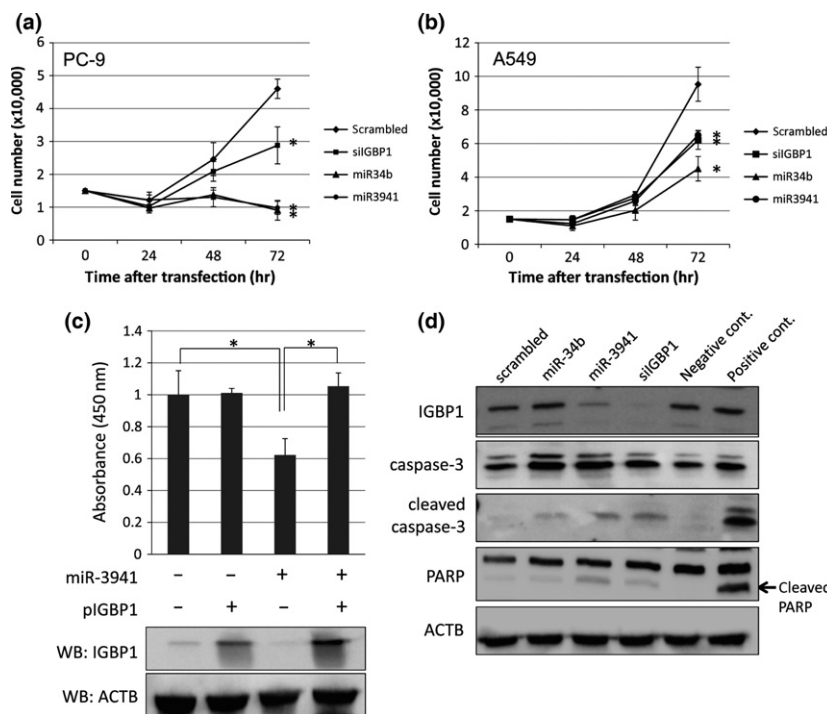 (a)
PC-9
Cell number (x10,000)
6
5
4
3
2
1
0
0 24 48 72
Time after transfection (hr)
Scrambled
siIGBP1
miR34b
miR3941
*
*
*
(b)
A549
Cell number (x10,000)
12
10
8
6
4
2
0
0 24 48 72
Time after transfection (hr)
Scrambled
siIGBP1
miR34b
miR3941
*
*
*
(c)
Absorbance (450 nm)
1.4
1.2
1
0.8
0.6
0.4
0.2
0
* *
miR-3941 – – + +
pIGBP1 – + – +
WB: IGBP1
WB: ACTB
(d)
scrambled
miR-34b
miR-3941
siIGBP1
Negative cont.
Positive cont.
IGBP1
caspase-3
cleaved
caspase-3
PARP
Cleaved
PARP
ACTB